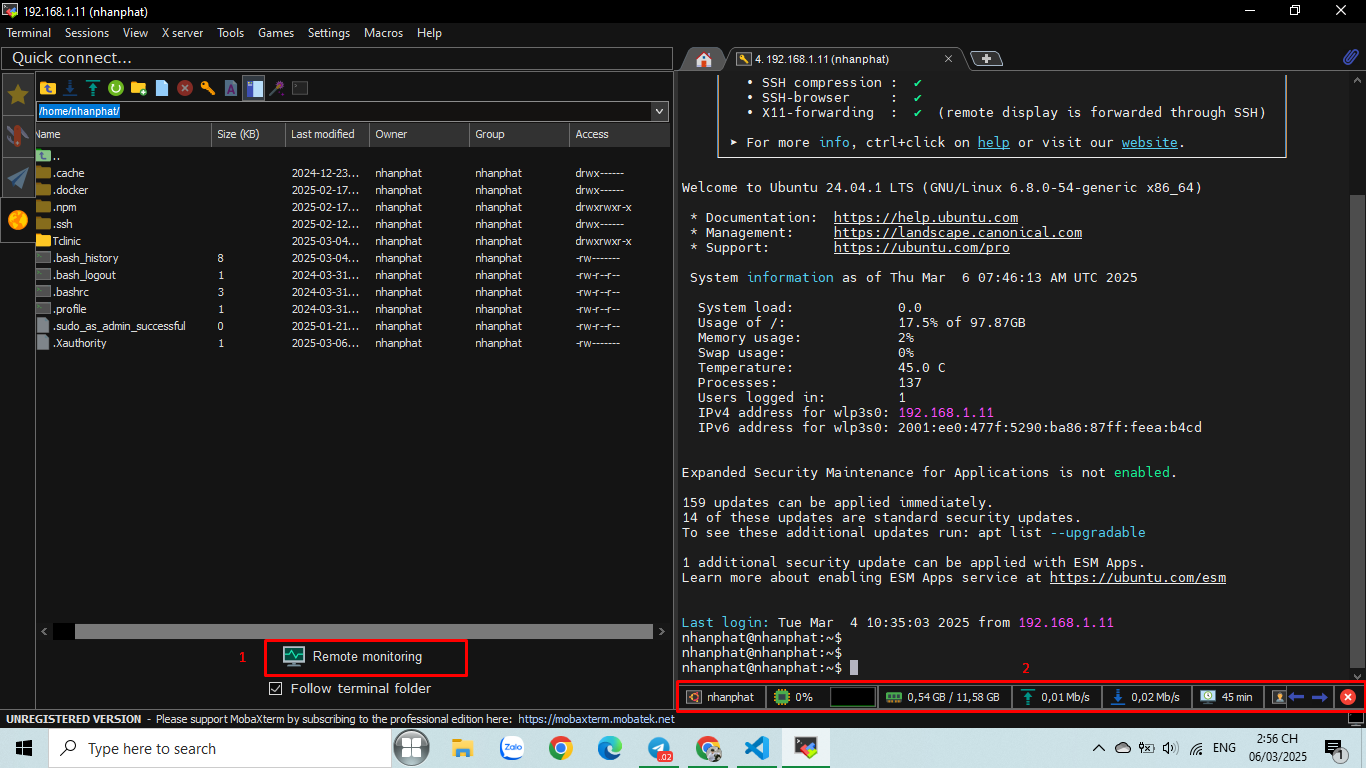 192.168.1.11 (nhanphat)
Terminal Sessions View X server Tools Games Settings Macros Help
Quick connect...
/home/nhanphat/
Name Size (KB) Last modified Owner Group Access
..
.cache 2024-12-23... nhanphat nhanphat drwx------
.docker 2025-02-17... nhanphat nhanphat drwx------
.npm 2025-02-17... nhanphat nhanphat drwxrwxr-x
.ssh 2025-02-12... nhanphat nhanphat drwx------
Tclinic 2025-03-04... nhanphat nhanphat drwxrwxr-x
.bash_history 8 2025-03-04... nhanphat nhanphat -rw-------
.bash_logout 1 2024-03-31... nhanphat nhanphat -rw-r--r--
.bashrc 3 2024-03-31... nhanphat nhanphat -rw-r--r--
.profile 1 2024-03-31... nhanphat nhanphat -rw-r--r--
.sudo_as_admin_successful 0 2025-01-21... nhanphat nhanphat -rw-r--r--
.Xauthority 1 2025-03-06... nhanphat nhanphat -rw-------
1 Remote monitoring
Follow terminal folder
4. 192.168.1.11 (nhanphat)
• SSH compression : ✔
• SSH-browser : ✔
• X11-forwarding : ✔ (remote display is forwarded through SSH)
➤ For more info, ctrl+click on help or visit our website.
Welcome to Ubuntu 24.04.1 LTS (GNU/Linux 6.8.0-54-generic x86_64)
* Documentation: https://help.ubuntu.com
* Management: https://landscape.canonical.com
* Support: https://ubuntu.com/pro
System information as of Thu Mar 6 07:46:13 AM UTC 2025
System load: 0.0
Usage of /: 17.5% of 97.87GB
Memory usage: 2%
Swap usage: 0%
Temperature: 45.0 C
Processes: 137
Users logged in: 1
IPv4 address for wlp3s0: 192.168.1.11
IPv6 address for wlp3s0: 2001:ee0:477f:5290:ba86:87ff:feea:b4cd
Expanded Security Maintenance for Applications is not enabled.
159 updates can be applied immediately.
14 of these updates are standard security updates.
To see these additional updates run: apt list --upgradable
1 additional security update can be applied with ESM Apps.
Learn more about enabling ESM Apps service at https://ubuntu.com/esm
Last login: Tue Mar 4 10:35:03 2025 from 192.168.1.11
nhanphat@nhanphat:~$
nhanphat@nhanphat:~$
nhanphat@nhanphat:~$
2
nhanphat 0% 0,54 GB / 11,58 GB 0,01 Mb/s 0,02 Mb/s 45 min
UNREGISTERED VERSION - Please support MobaXterm by subscribing to the professional edition here: https://mobaxterm.mobatek.net
Type here to search
Zalo
.02
ENG
2:56 CH
06/03/2025
1